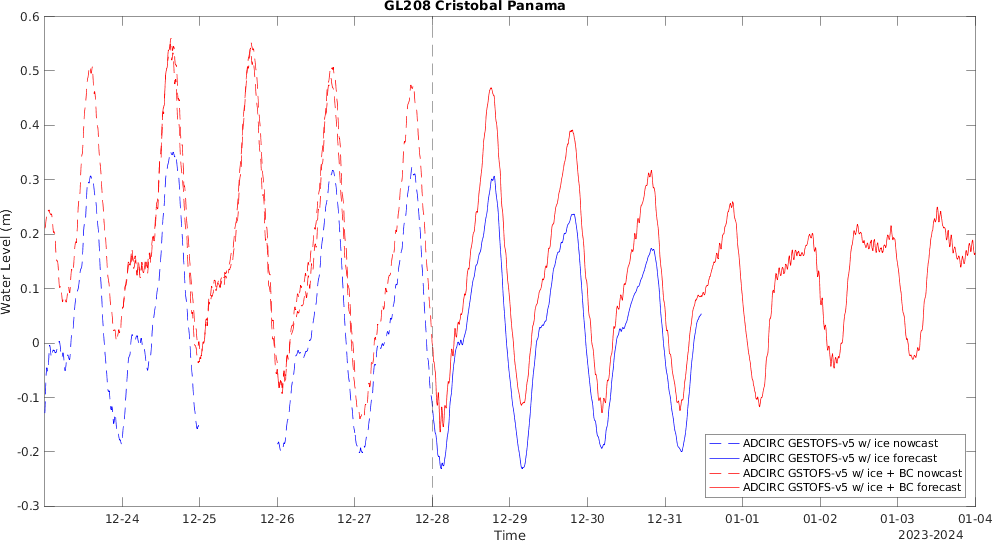 GL208 Cristobal Panama
Water Level (m)
0.6
0.5
0.4
0.3
0.2
0.1
0
-0.1
-0.2
-0.3
ADCIRC GESTOFS-v5 w/ ice nowcast
ADCIRC GESTOFS-v5 w/ ice forecast
ADCIRC GSTOFS-v5 w/ ice + BC nowcast
ADCIRC GSTOFS-v5 w/ ice + BC forecast
12-24 12-25 12-26 12-27 12-28 12-29 12-30 12-31 01-01 01-02 01-03 01-04
Time
2023-2024